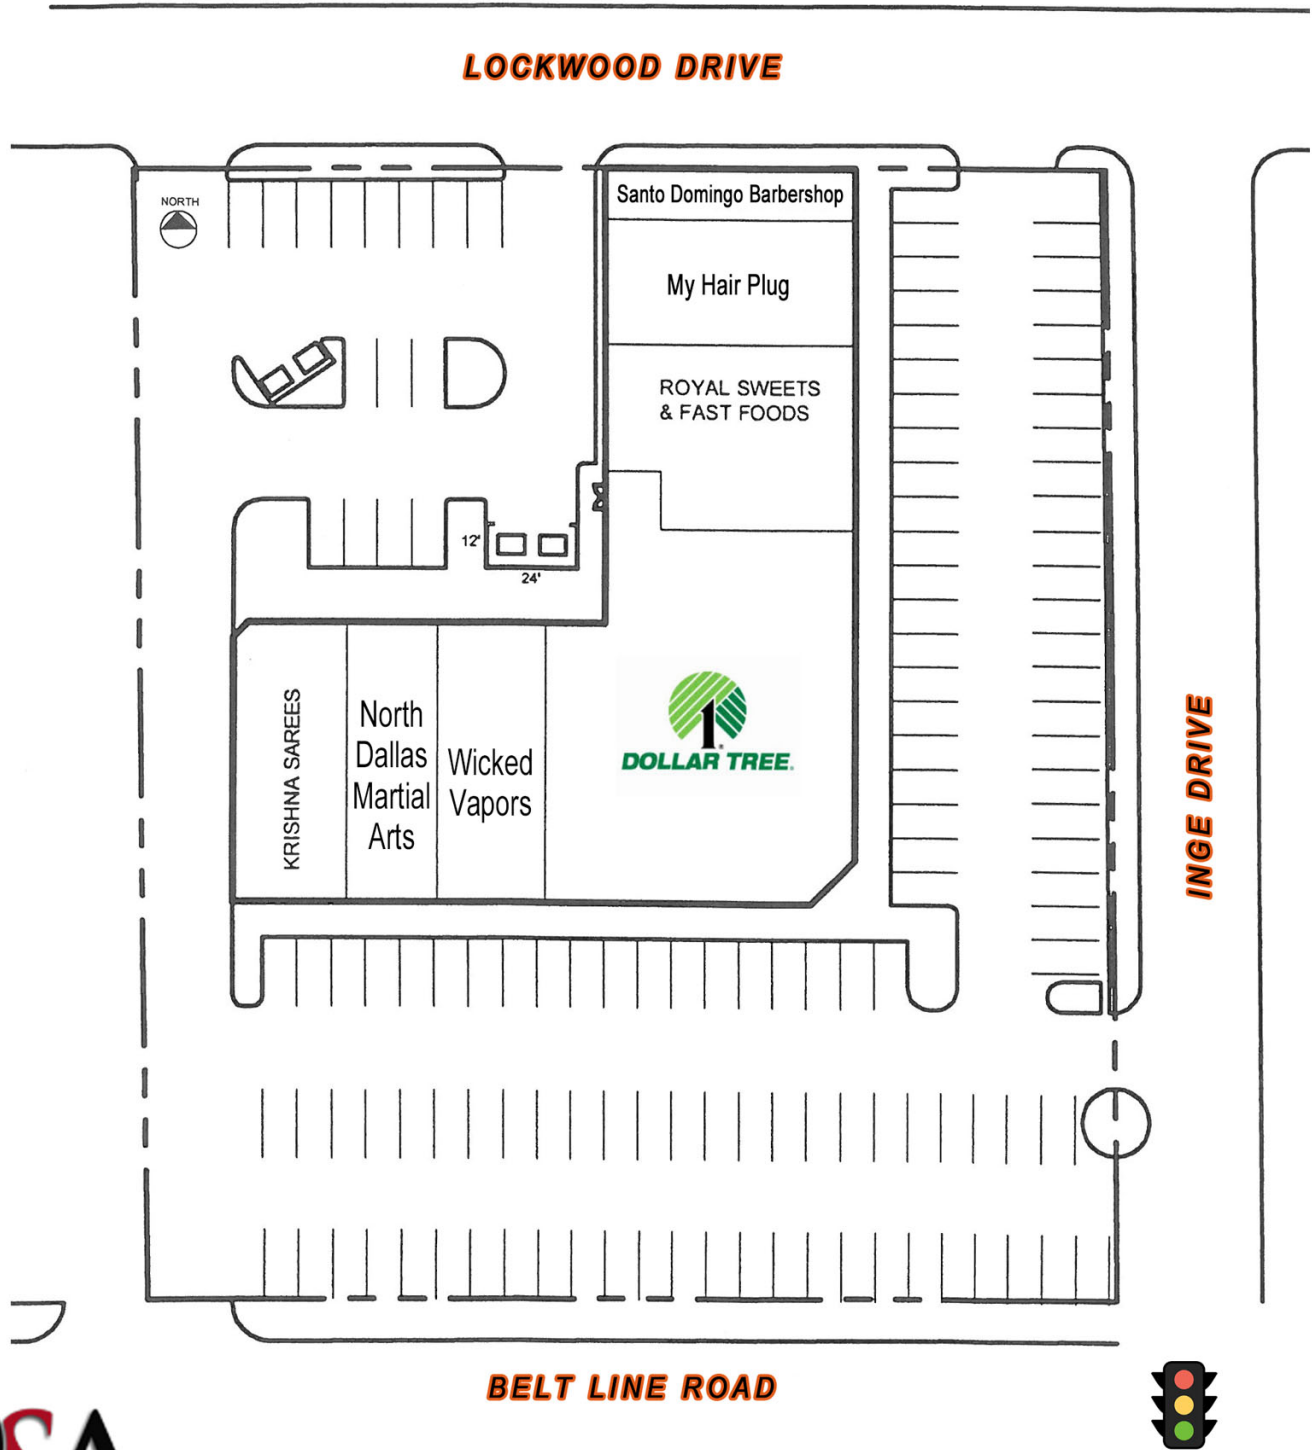 LOCKWOOD DRIVE
NORTH
Santo Domingo Barbershop
My Hair Plug
ROYAL SWEETS
& FAST FOODS
12'
24'
KRISHNA SAREES
North
Dallas
Martial
Arts
Wicked
Vapors
1
DOLLAR TREE.
INGE DRIVE
BELT LINE ROAD